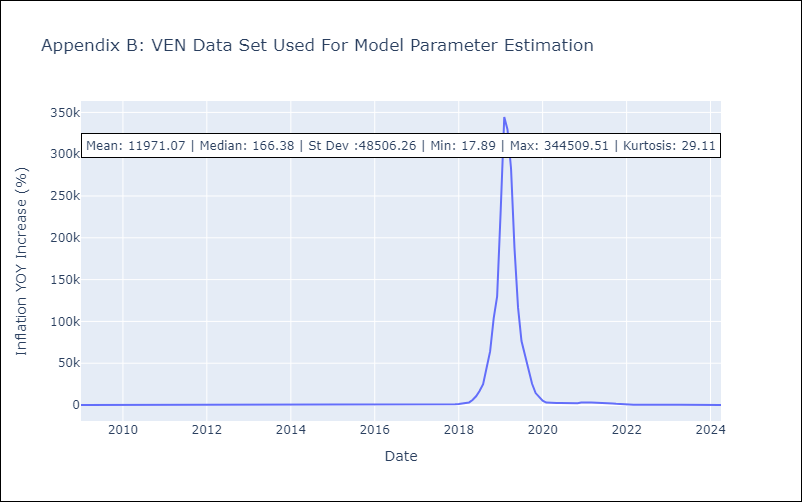 Appendix B: VEN Data Set Used For Model Parameter Estimation
350k
Mean: 11971.07 | Median: 166.38 | St Dev :48506.26 | Min: 17.89 | Max: 344509.51 | Kurtosis: 29.11
300k
250k
200k
150k
100k
50k
0
Inflation YOY Increase (%)
2010 2012 2014 2016 2018 2020 2022 2024
Date